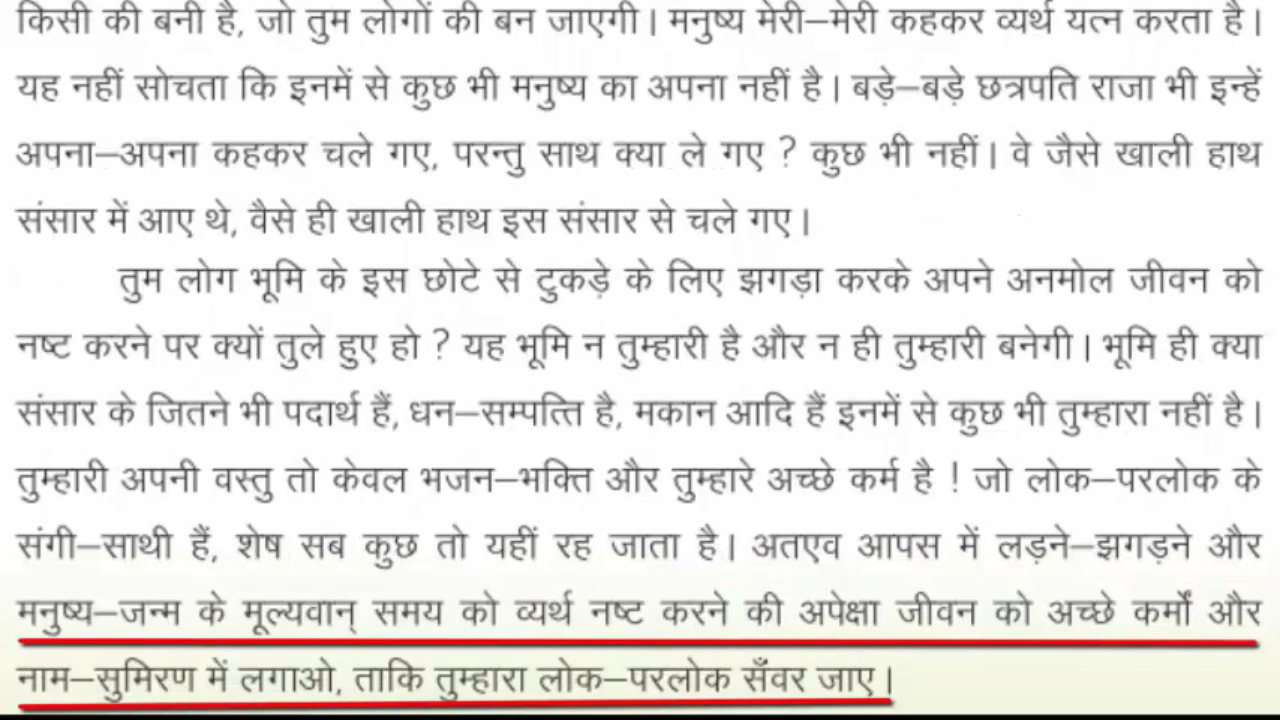 किसी की बनी है, जो तुम लोगों की बन जाएगी। मनुष्य मेरी–मेरी कहकर व्यर्थ यत्न करता है।
यह नहीं सोचता कि इनमें से कुछ भी मनुष्य का अपना नहीं है। बड़े–बड़े छत्रपति राजा भी इन्हें
अपना–अपना कहकर चले गए, परन्तु साथ क्या ले गए ? कुछ भी नहीं। वे जैसे खाली हाथ
संसार में आए थे, वैसे ही खाली हाथ इस संसार से चले गए।
तुम लोग भूमि के इस छोटे से टुकड़े के लिए झगड़ा करके अपने अनमोल जीवन को
नष्ट करने पर क्यों तुले हुए हो ? यह भूमि न तुम्हारी है और न ही तुम्हारी बनेगी। भूमि ही क्या
संसार के जितने भी पदार्थ हैं, धन–सम्पत्ति है, मकान आदि हैं इनमें से कुछ भी तुम्हारा नहीं है।
तुम्हारी अपनी वस्तु तो केवल भजन–भक्ति और तुम्हारे अच्छे कर्म है ! जो लोक–परलोक के
संगी–साथी हैं, शेष सब कुछ तो यहीं रह जाता है। अतएव आपस में लड़ने–झगड़ने और
मनुष्य–जन्म के मूल्यवान् समय को व्यर्थ नष्ट करने की अपेक्षा जीवन को अच्छे कर्मों और
नाम–सुमिरण में लगाओ, ताकि तुम्हारा लोक–परलोक सँवर जाए।